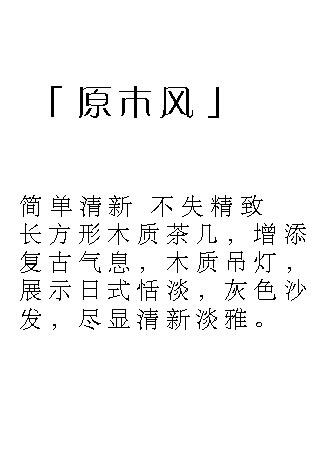 「原木风」
简单清新 不失精致
长方形木质茶几，增添
复古气息，木质吊灯，
展示日式恬淡，灰色沙
发，尽显清新淡雅。